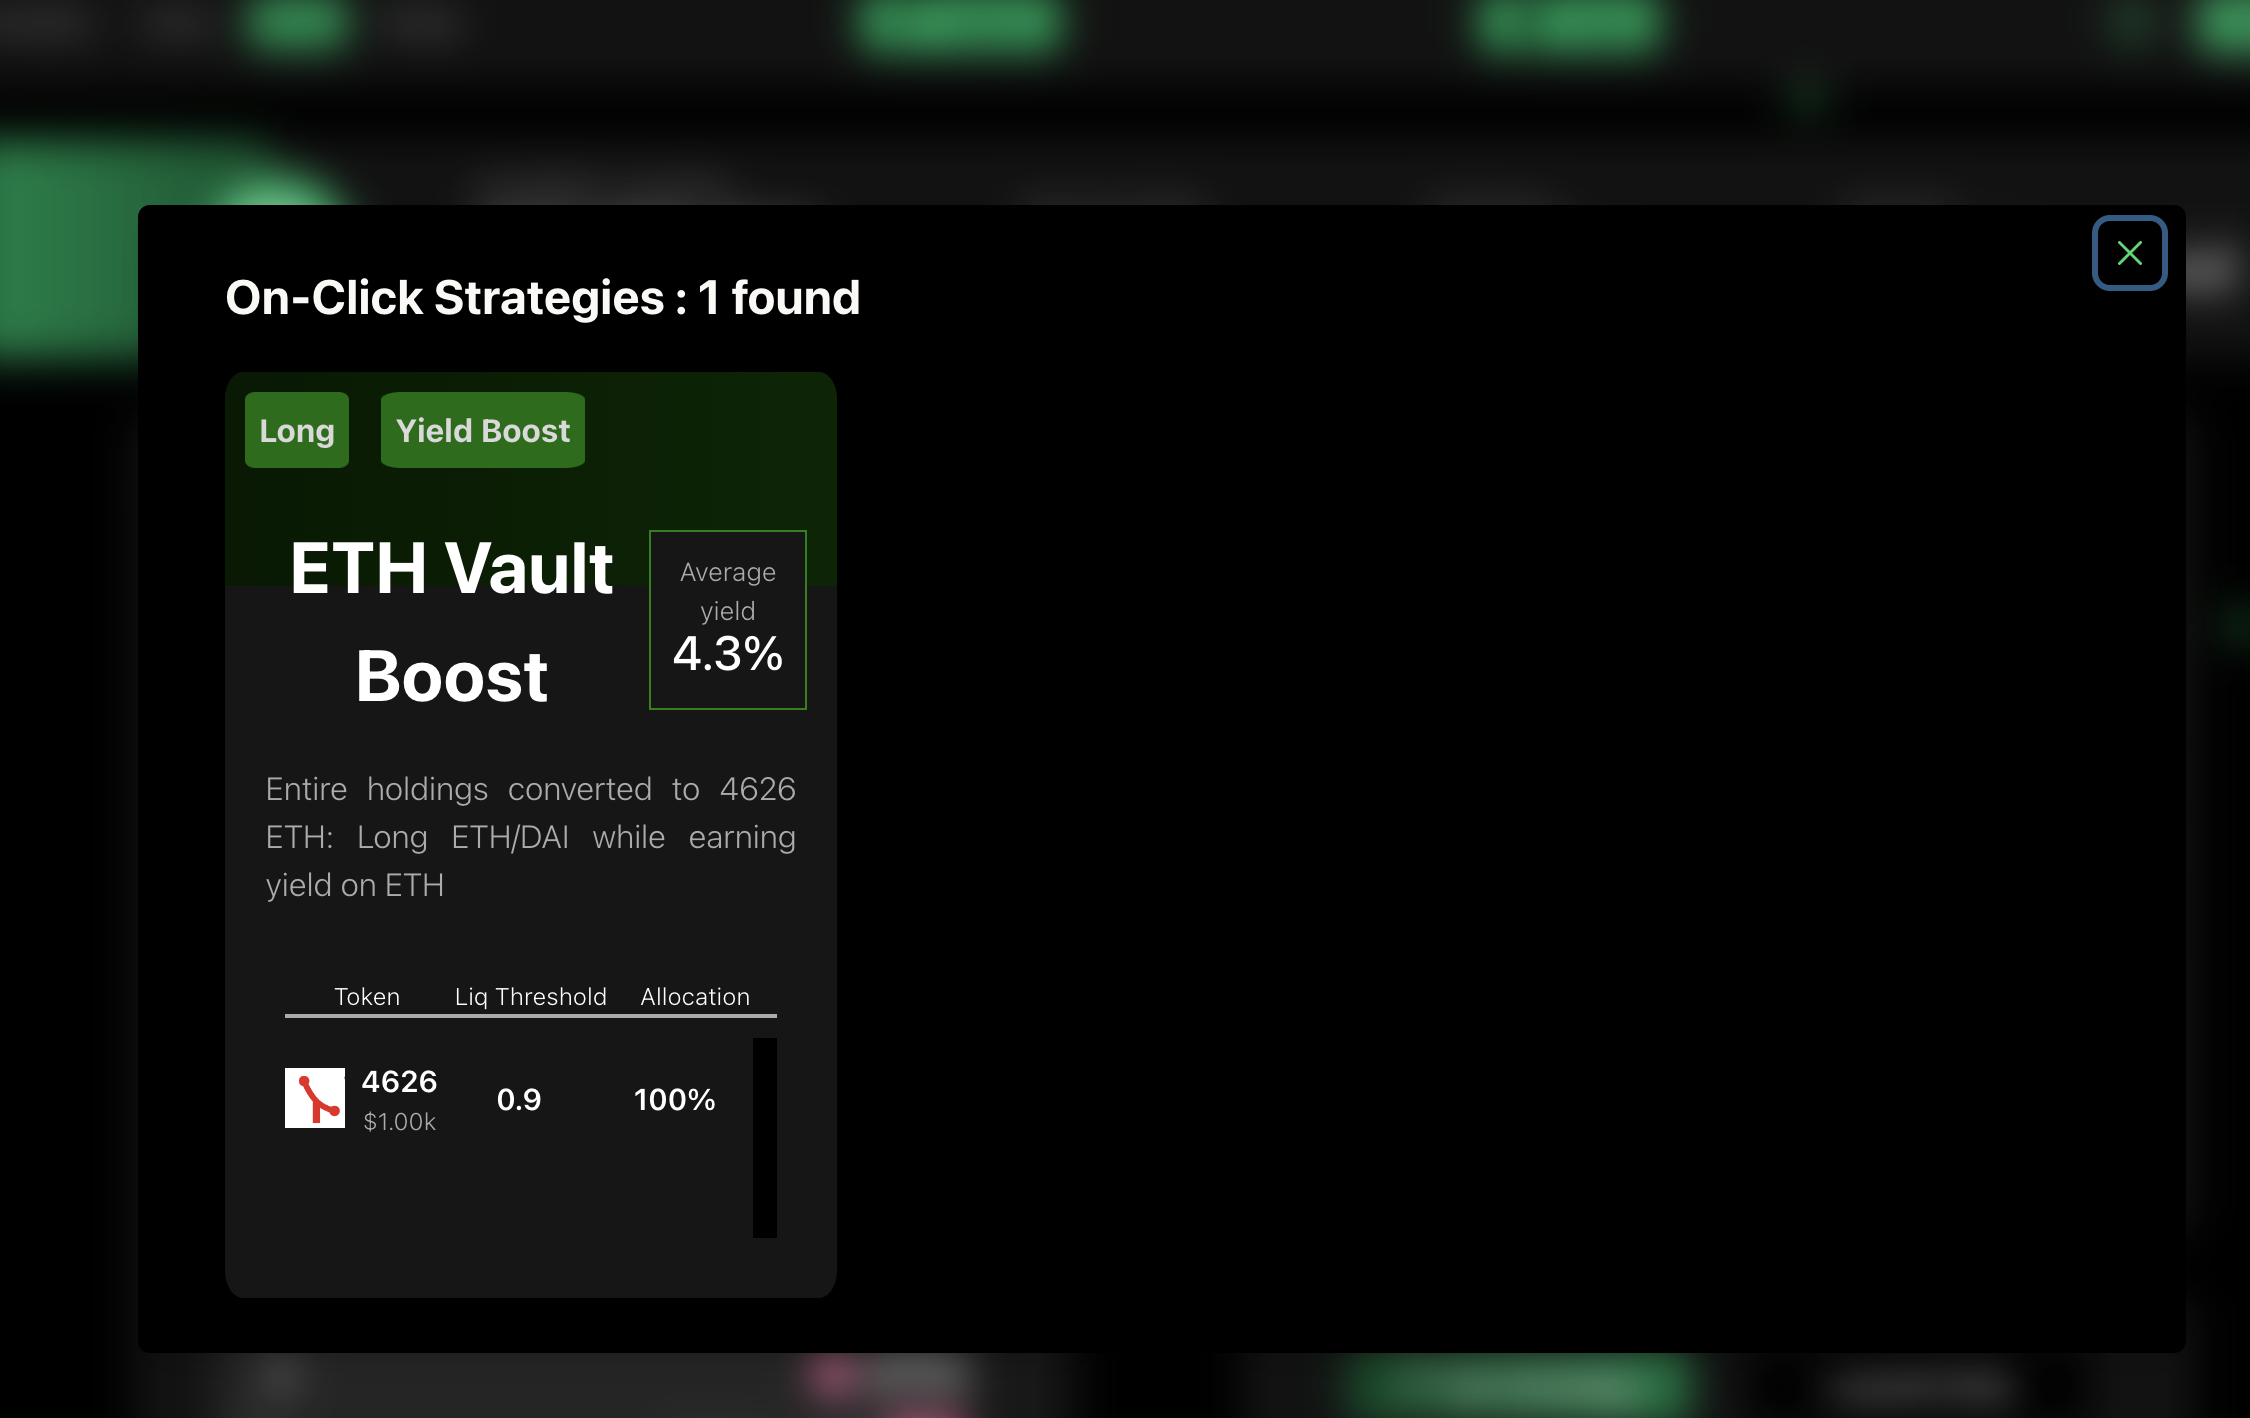 On-Click Strategies : 1 found
Long
Yield Boost
ETH Vault
Boost
Average
yield
4.3%
Entire holdings converted to 4626
ETH: Long ETH/DAI while earning
yield on ETH
Token Liq Threshold Allocation
4626
$1.00k
0.9
100%